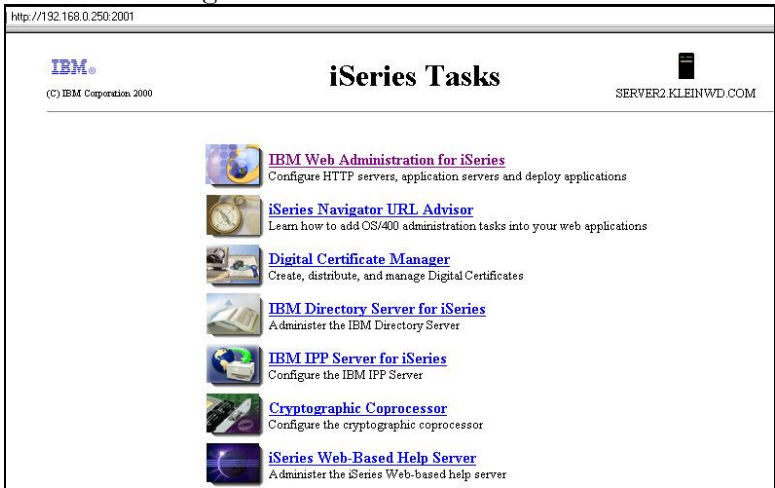 http://192.168.0.250:2001
IBM®
iSeries Tasks
(C) IBM Corporation 2000
SERVER2.KLEINWD.COM
IBM Web Administration for iSeries
Configure HTTP servers, application servers and deploy applications
iSeries Navigator URL Advisor
Learn how to add OS/400 administration tasks into your web applications
Digital Certificate Manager
Create, distribute, and manage Digital Certificates
IBM Directory Server for iSeries
Administer the IBM Directory Server
IBM IPP Server for iSeries
Configure the IBM IPP Server
Cryptographic Coprocessor
Configure the cryptographic coprocessor
iSeries Web-Based Help Server
Administer the iSeries Web-based help server